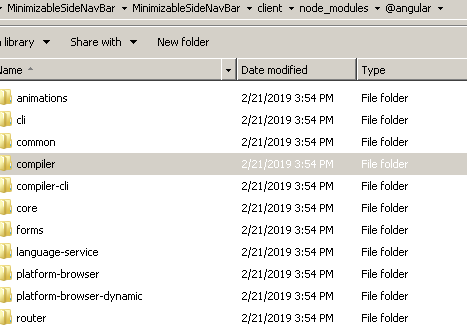 MinimizableSideNavBar MinimizableSideNavBar client node_modules @angular
library Share with New folder
Name Date modified Type
animations 2/21/2019 3:54 PM File folder
cli 2/21/2019 3:54 PM File folder
common 2/21/2019 3:54 PM File folder
compiler 2/21/2019 3:54 PM File folder
compiler-cli 2/21/2019 3:54 PM File folder
core 2/21/2019 3:54 PM File folder
forms 2/21/2019 3:54 PM File folder
language-service 2/21/2019 3:54 PM File folder
platform-browser 2/21/2019 3:54 PM File folder
platform-browser-dynamic 2/21/2019 3:54 PM File folder
router 2/21/2019 3:54 PM File folder